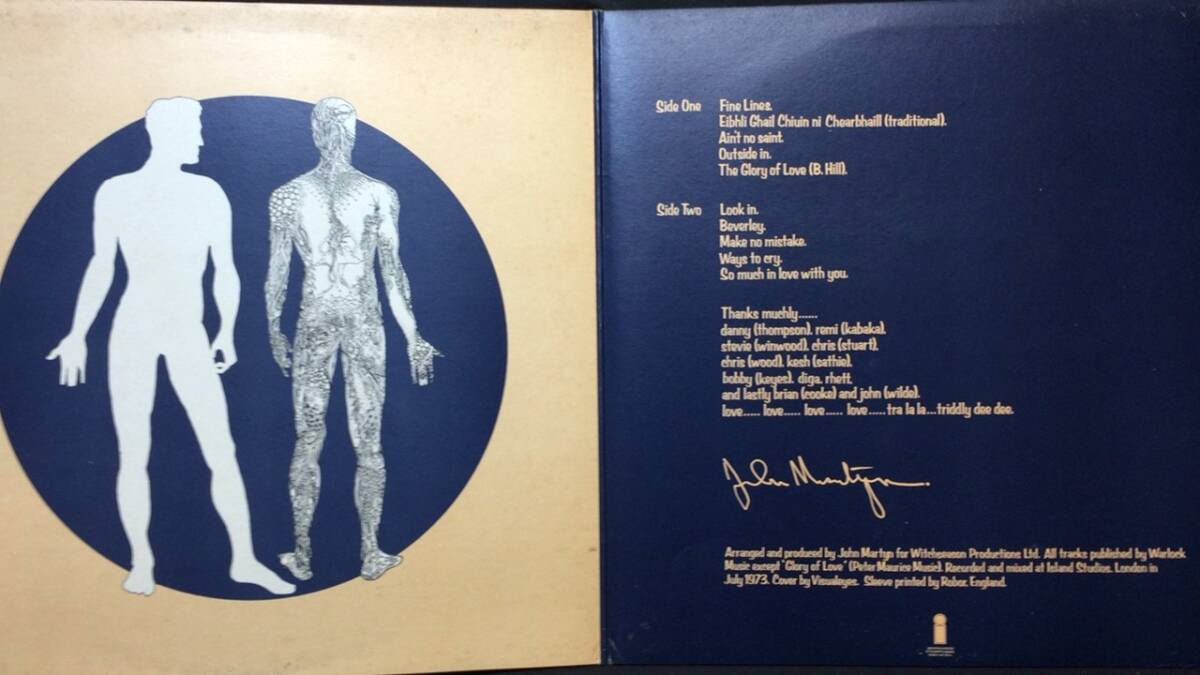 Side One Fine Lines.
Eibhli Ghail Chiuin ni Chearbhaill (traditional).
Ain't no saint.
Outside in.
The Glory of Love (B. Hill).
Side Two Look in.
Beverley.
Make no mistake.
Ways to cry.
So much in love with you.
Thanks muchly......
danny (thompson). remi (kabaka).
stevie (winwood). chris (stuart).
chris (wood). kesh (sathie).
bobby (keyes). diga. rhett.
and lastly brian (cooke) and john (wilde).
love..... love..... love..... love.....tra la la...triddly dee dee.
John Martyn.
Arranged and produced by John Martyn for Witchseason Productions Ltd. All tracks published by Warlock
Music except 'Glory of Love' (Peter Maurice Music). Recorded and mixed at Island Studios. London in
July 1973. Cover by Visualeyes. Sleeve printed by Robor. England.